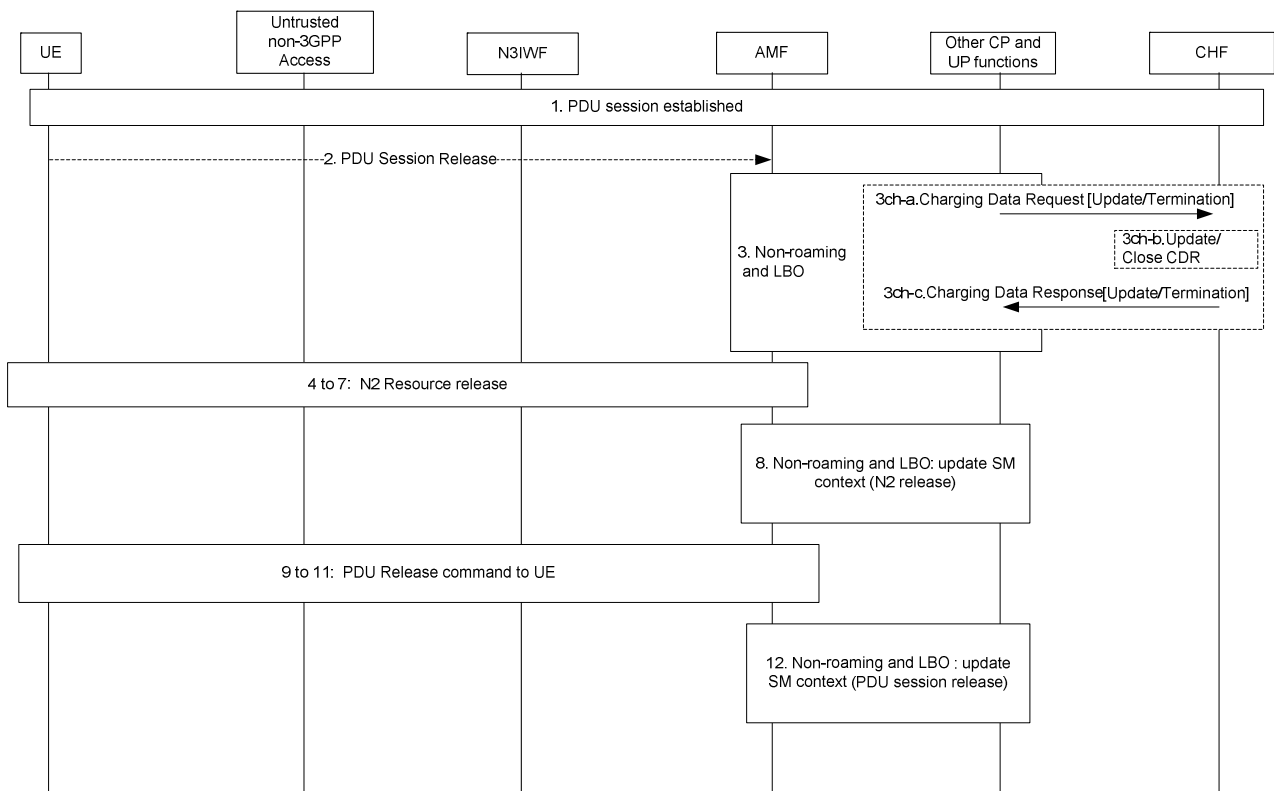 UE
Untrusted
non-3GPP
Access
N3IWF
AMF
Other CP and
UP functions
CHF
1. PDU session established
2. PDU Session Release
3ch-a.Charging Data Request [Update/Termination]
3ch-b.Update/
Close CDR
3. Non-roaming
and LBO
3ch-c.Charging Data Response[Update/Termination]
4 to 7: N2 Resource release
8. Non-roaming and LBO: update SM
context (N2 release)
9 to 11: PDU Release command to UE
12. Non-roaming and LBO : update
SM context (PDU session release)